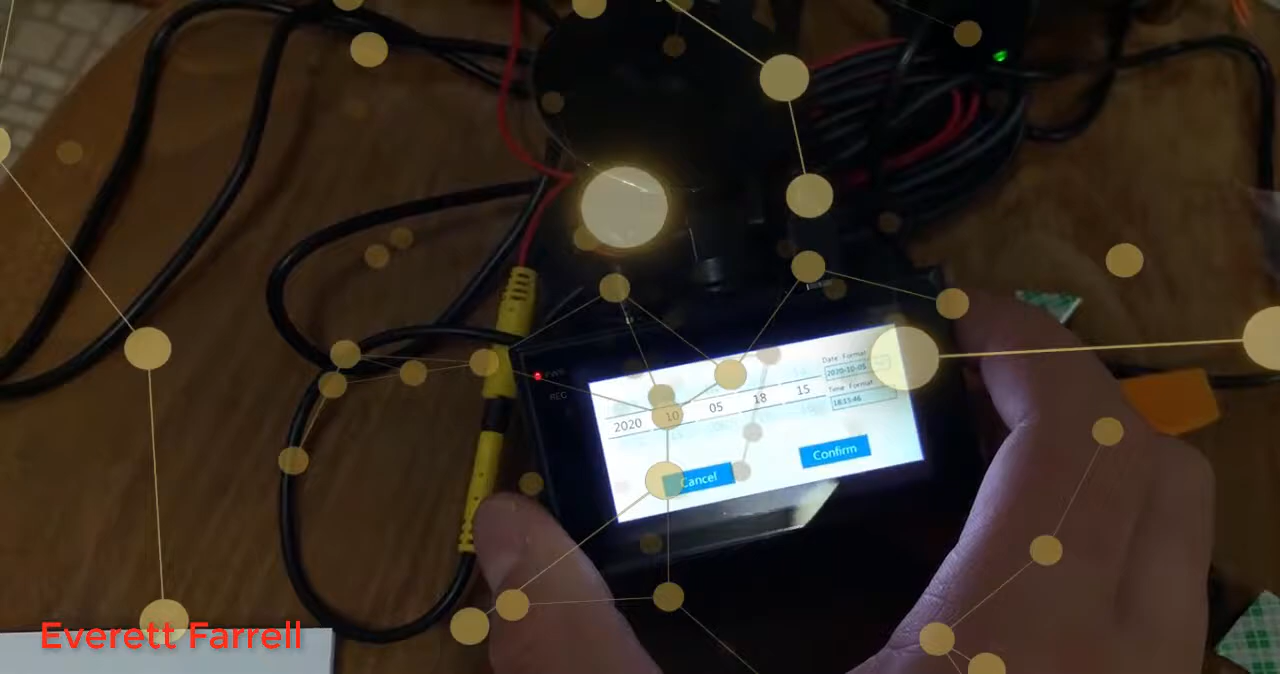 PWR
REC
Date Format
2020-10-05
Time Format
18:15:46
2020 10 05 18 15
Cancel
Confirm
Everett Farrell